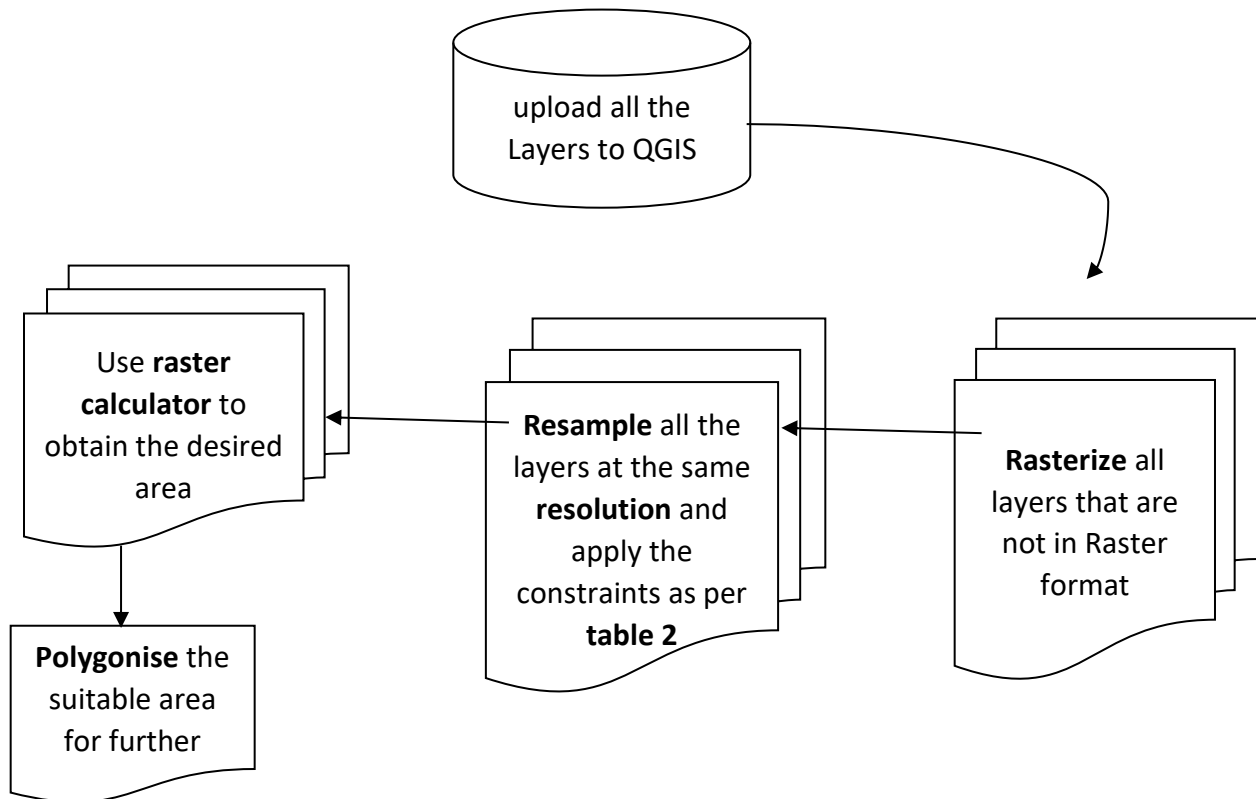 upload all the
Layers to QGIS
Rasterize all
layers that are
not in Raster
format
Resample all the
layers at the same
resolution and
apply the
constraints as per
table 2
Use raster
calculator to
obtain the desired
area
Polygonise the
suitable area
for further